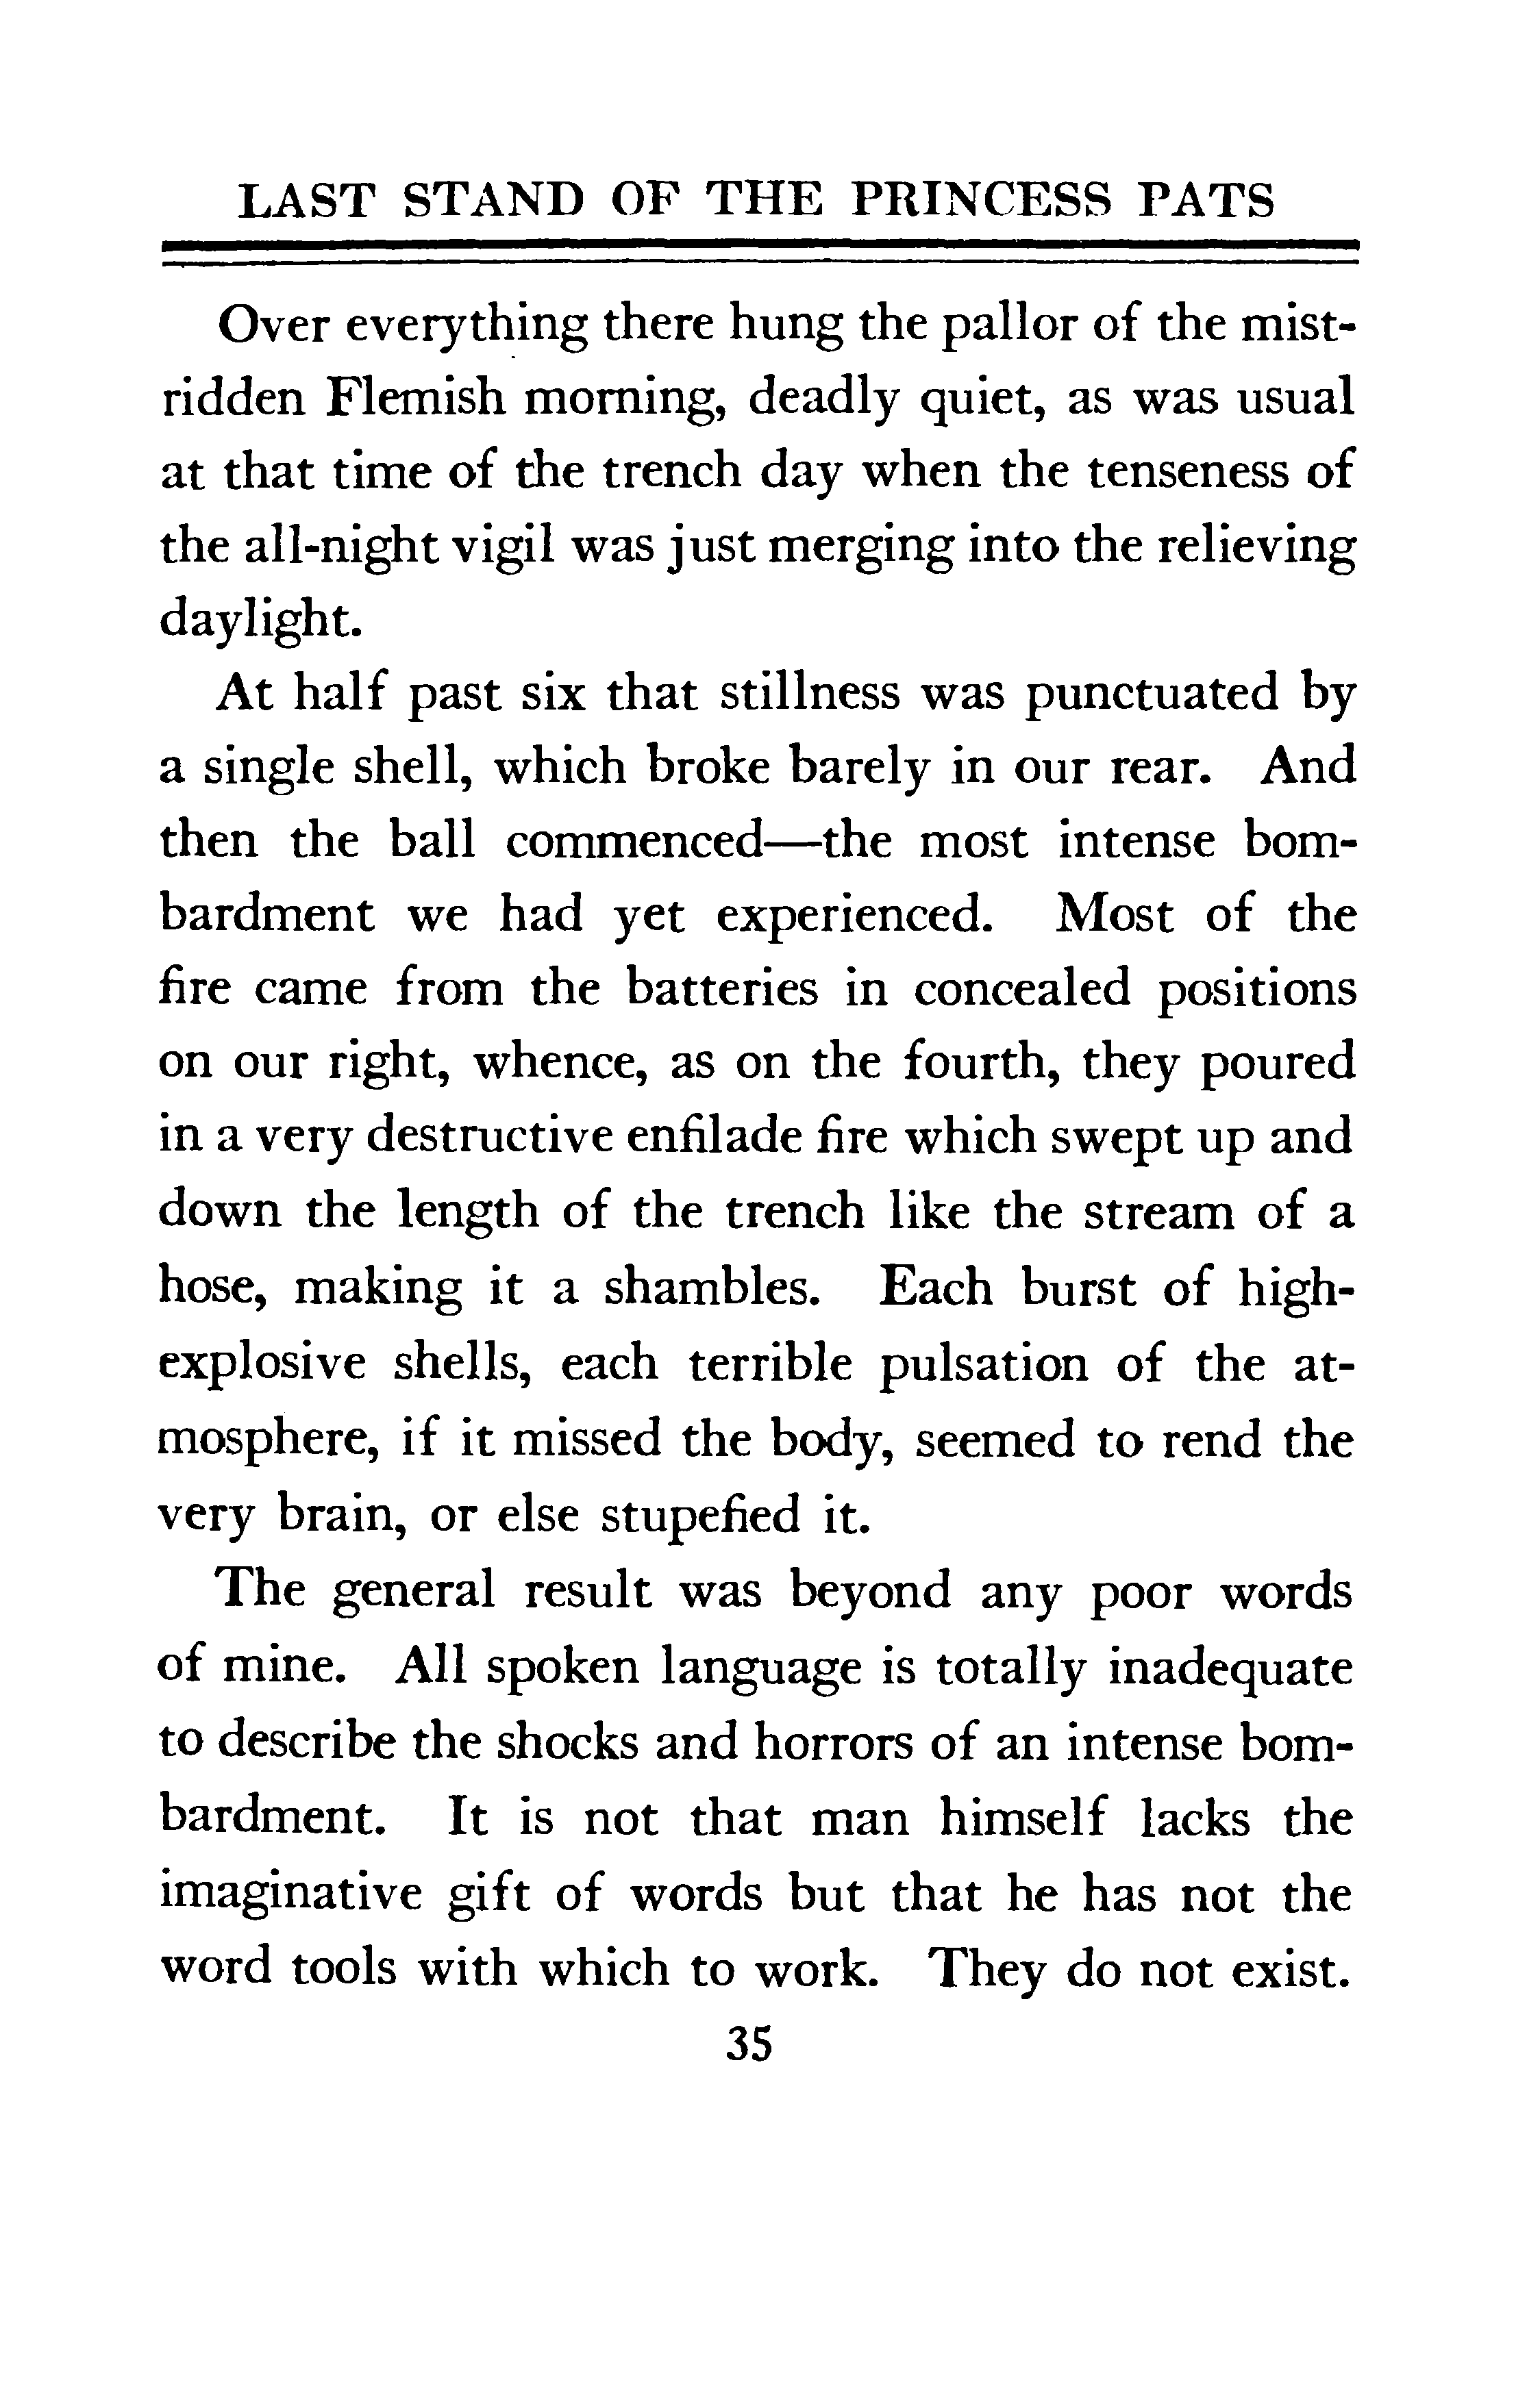 LAST STAND OF THE PRINCESS PATS
Over everything there hung the pallor of the mist-
ridden Flemish morning, deadly quiet, as was usual
at that time of the trench day when the tenseness of
the all-night vigil was just merging into the relieving
daylight.
At half past six that stillness was punctuated by
a single shell, which broke barely in our rear. And
then the ball commenced—the most intense bom-
bardment we had yet experienced. Most of the
fire came from the batteries in concealed positions
on our right, whence, as on the fourth, they poured
in a very destructive enfilade fire which swept up and
down the length of the trench like the stream of a
hose, making it a shambles. Each burst of high-
explosive shells, each terrible pulsation of the at-
mosphere, if it missed the body, seemed to rend the
very brain, or else stupefied it.
The general result was beyond any poor words
of mine. All spoken language is totally inadequate
to describe the shocks and horrors of an intense bom-
bardment. It is not that man himself lacks the
imaginative gift of words but that he has not the
word tools with which to work. They do not exist.
35